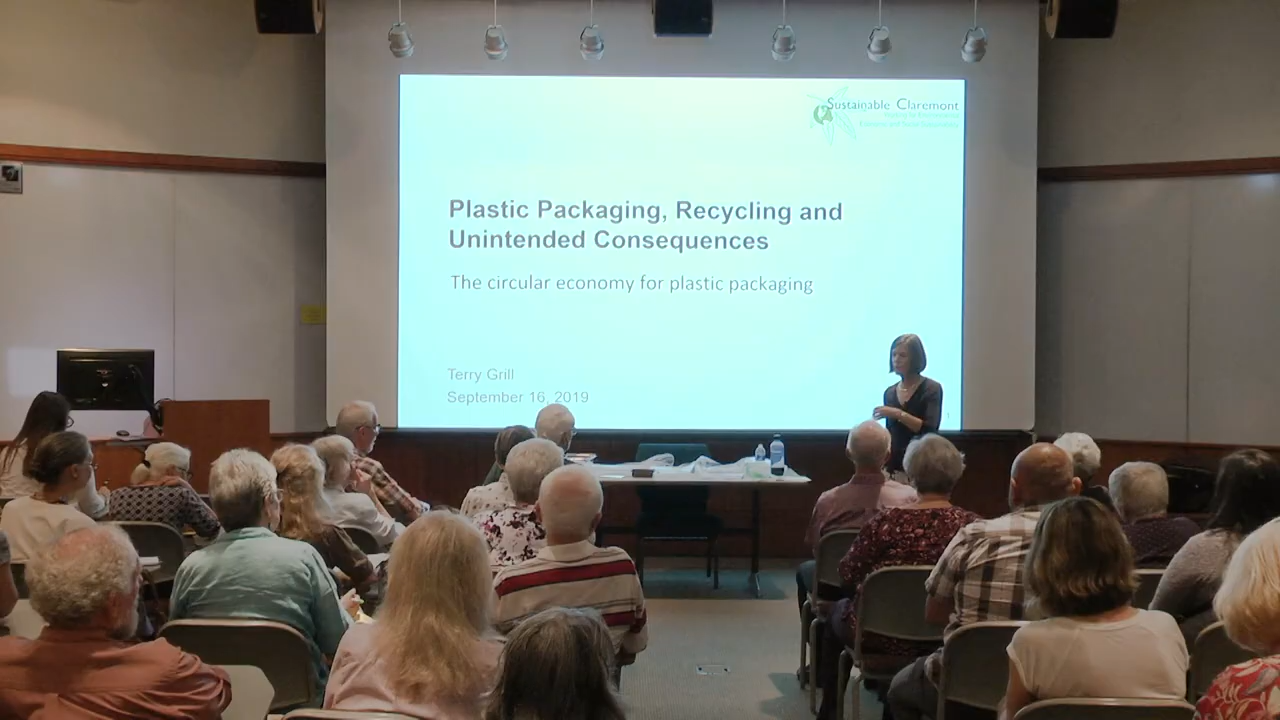 Sustainable Claremont
Plastic Packaging, Recycling and
Unintended Consequences
The circular economy for plastic packaging
Terry Grill
September 16, 2019
1